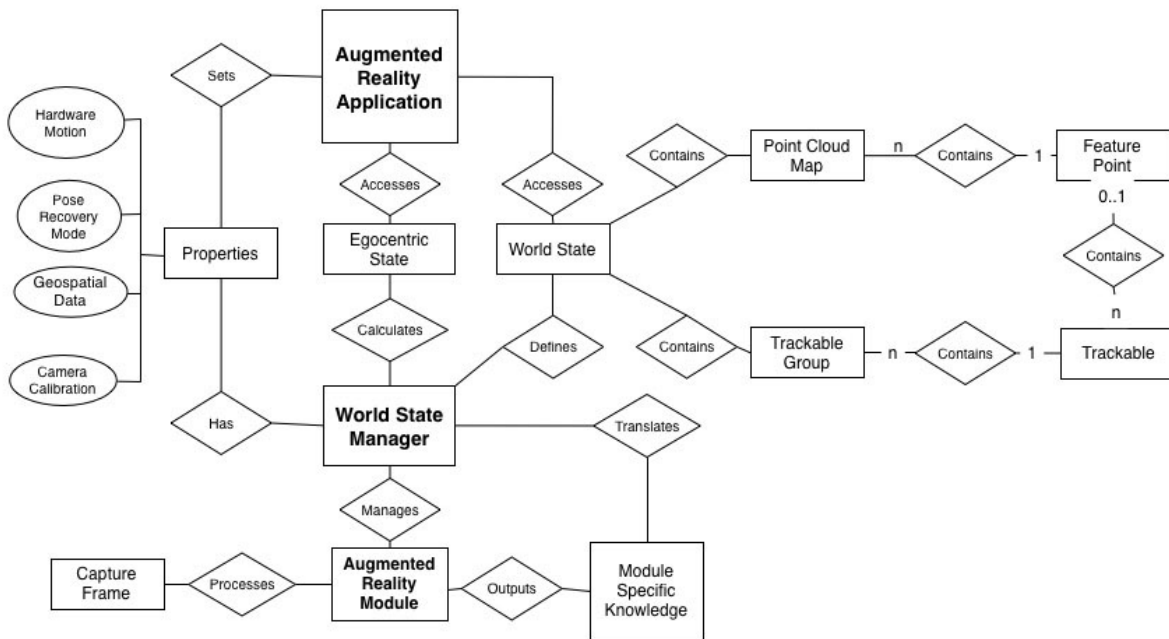 Augmented
Reality
Application
Sets
Hardware
Motion
Contains
Point Cloud
Map
n
Contains
1
Feature
Point
Accesses
Accesses
0..1
Pose
Recovery
Mode
Properties
Egocentric
State
World State
Contains
Geospatial
Data
n
Calculates
Defines
Contains
Trackable
Group
n
Contains
1
Trackable
Camera
Calibration
Has
World State
Manager
Translates
Manages
Capture
Frame
Processes
Augmented
Reality
Module
Outputs
Module
Specific
Knowledge